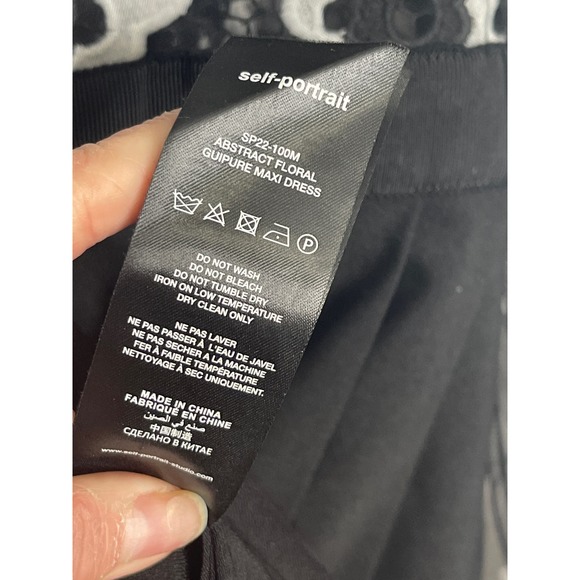 self-portrait
SP22-100M
ABSTRACT FLORAL
GUIPURE MAXI DRESS
P
DO NOT WASH
DO NOT BLEACH
DO NOT TUMBLE DRY
IRON ON LOW TEMPERATURE
DRY CLEAN ONLY
NE PAS LAVER
NE PAS PASSER À L'EAU DE JAVEL
NE PAS SECHER A LA MACHINE
FER À FAIBLE TEMPÉRATURE
NETTOYAGE À SEC UNIQUEMENT.
MADE IN CHINA
FABRIQUÉ EN CHINE
صنع في الصين
中国制造
СДЕЛАНО В КИТАЕ
www.self-portrait-studio.com